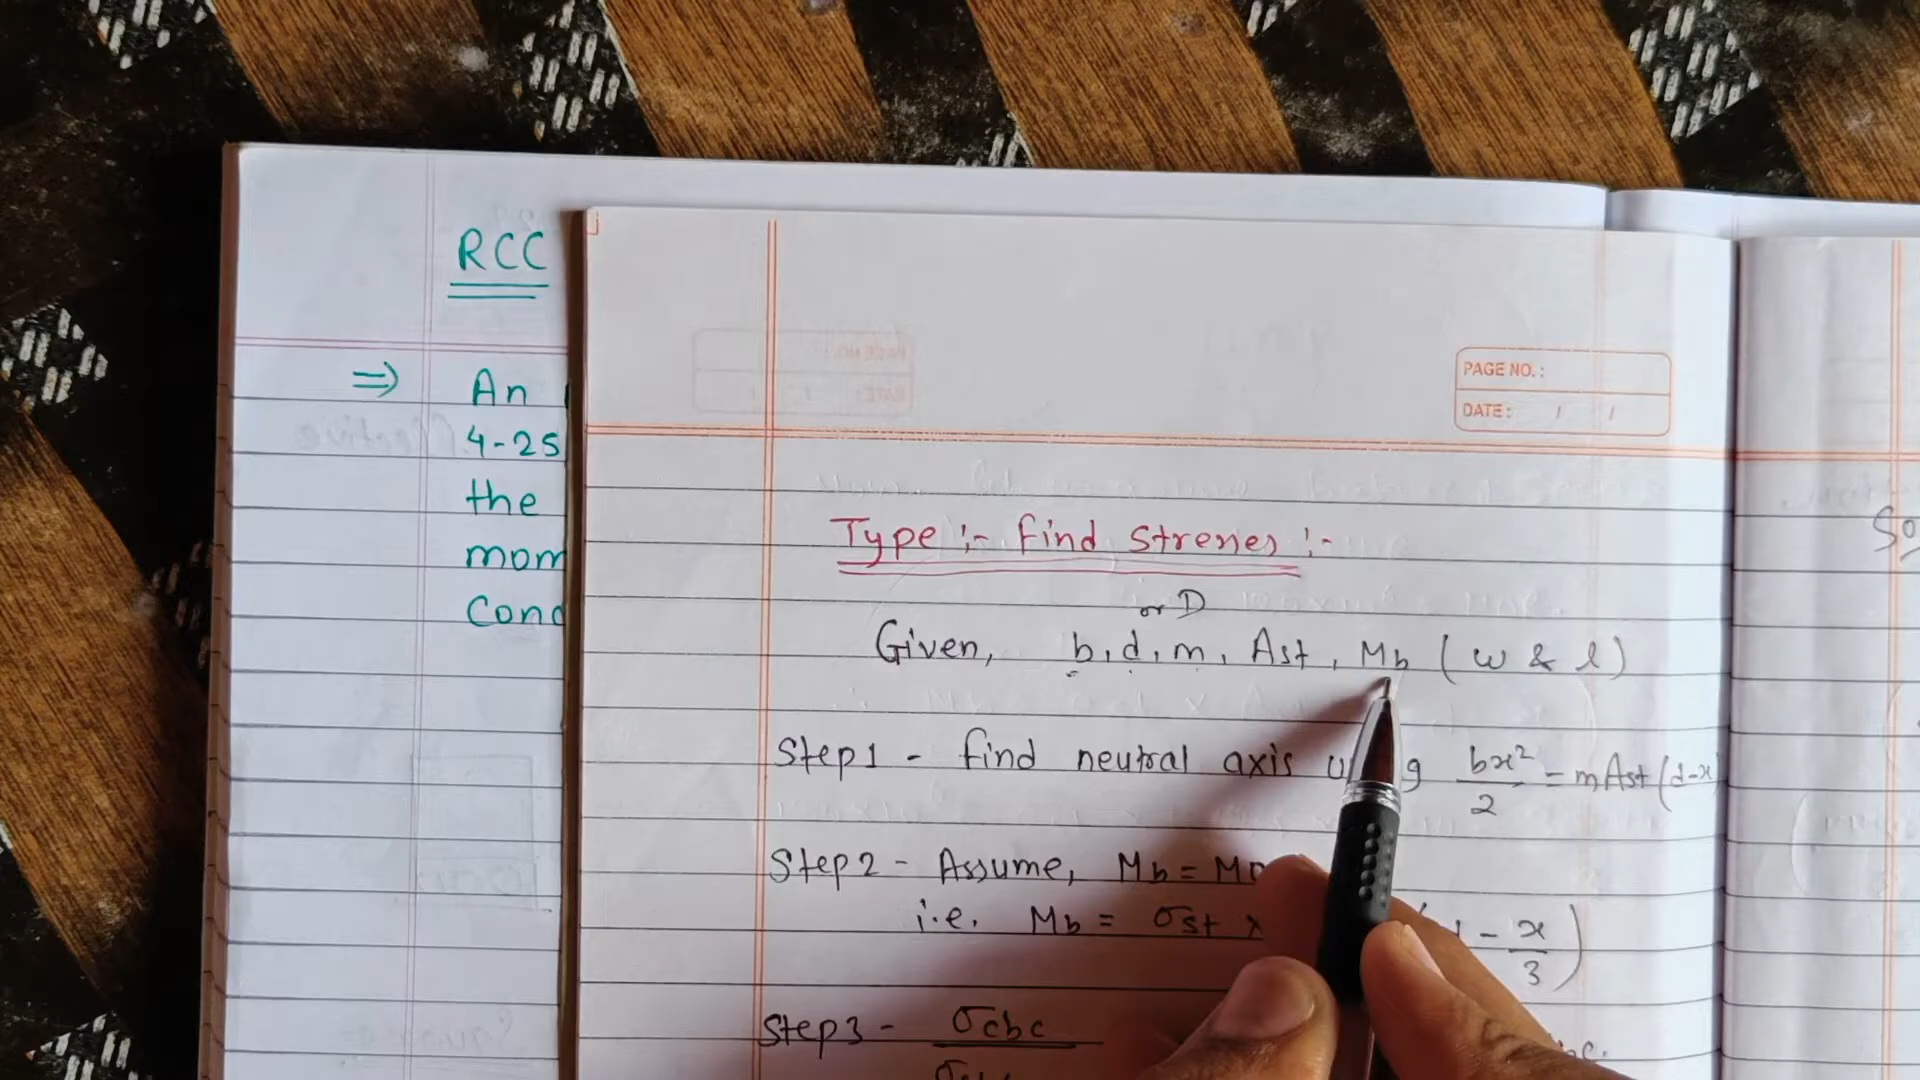 RCC
=> An
4-25
the
mom
Cond
PAGE NO.:
DATE: / /
Type :- Find Stresses :-
or D
Given, b, d, m, Ast, Mb (w & l)
Step1 - find neutral axis bx²/2 = mAst(d-x
Step2 - Assume, Mb =
i.e. Mb = σst x - x/3)
Step3 - σcbc